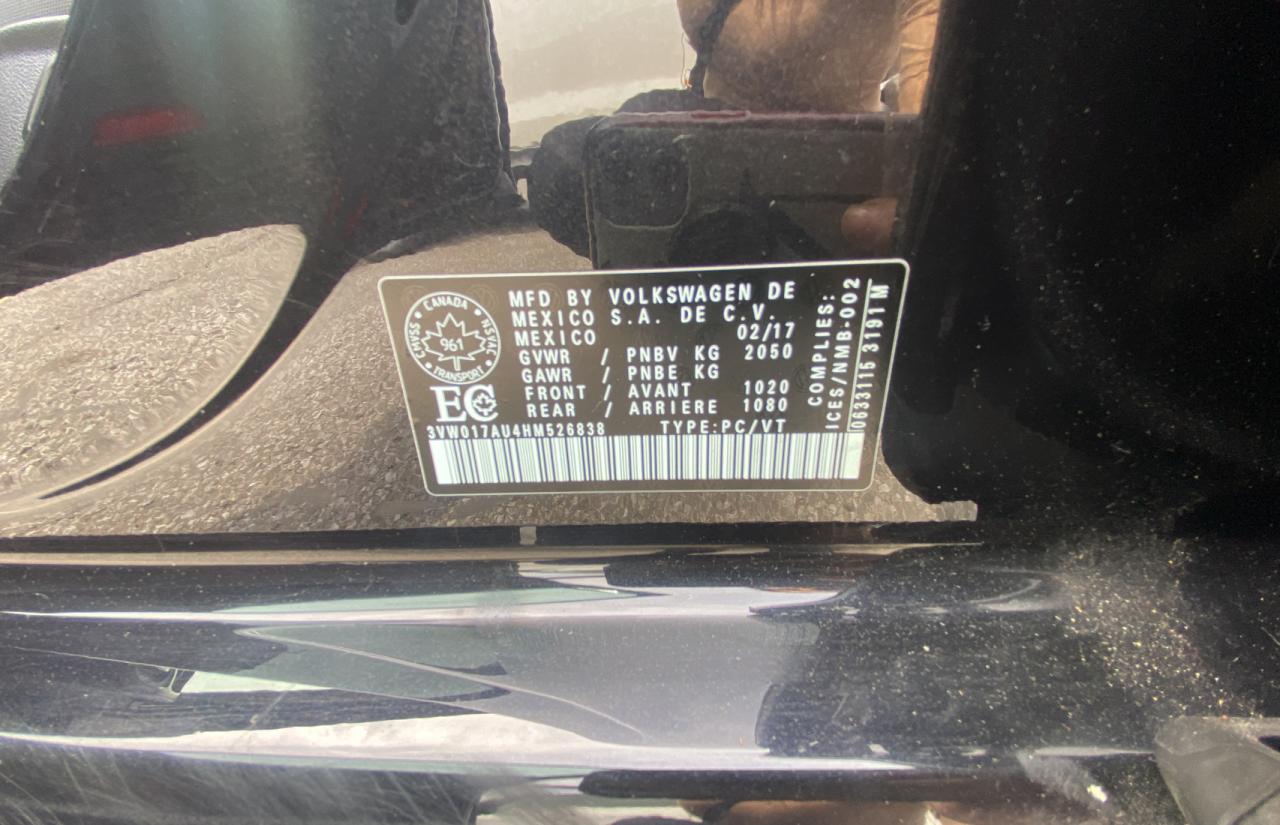 CANADA
NSVAC
TRANSPORT
CMVSS
961
EC
MFD BY VOLKSWAGEN DE
MEXICO S.A. DE C.V.
MEXICO 02/17
GVWR / PNBV KG 2050
GAWR / PNBE KG
FRONT / AVANT 1020
REAR / ARRIERE 1080
3VW017AU4HM526838 TYPE:PC/VT
COMPLIES:
ICES/NMB-002
0633115 3191 M